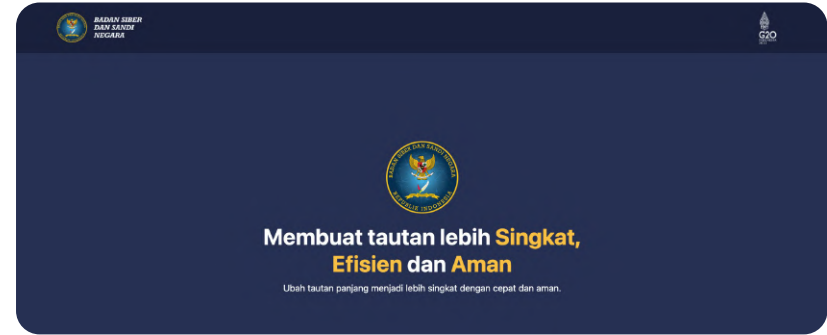 BADAN SIBER
DAN SANDI
NEGARA
G20
BADAN SIBER DAN SANDI NEGARA
REPUBLIK INDONESIA
Membuat tautan lebih Singkat,
Efisien dan Aman
Ubah tautan panjang menjadi lebih singkat dengan cepat dan aman.